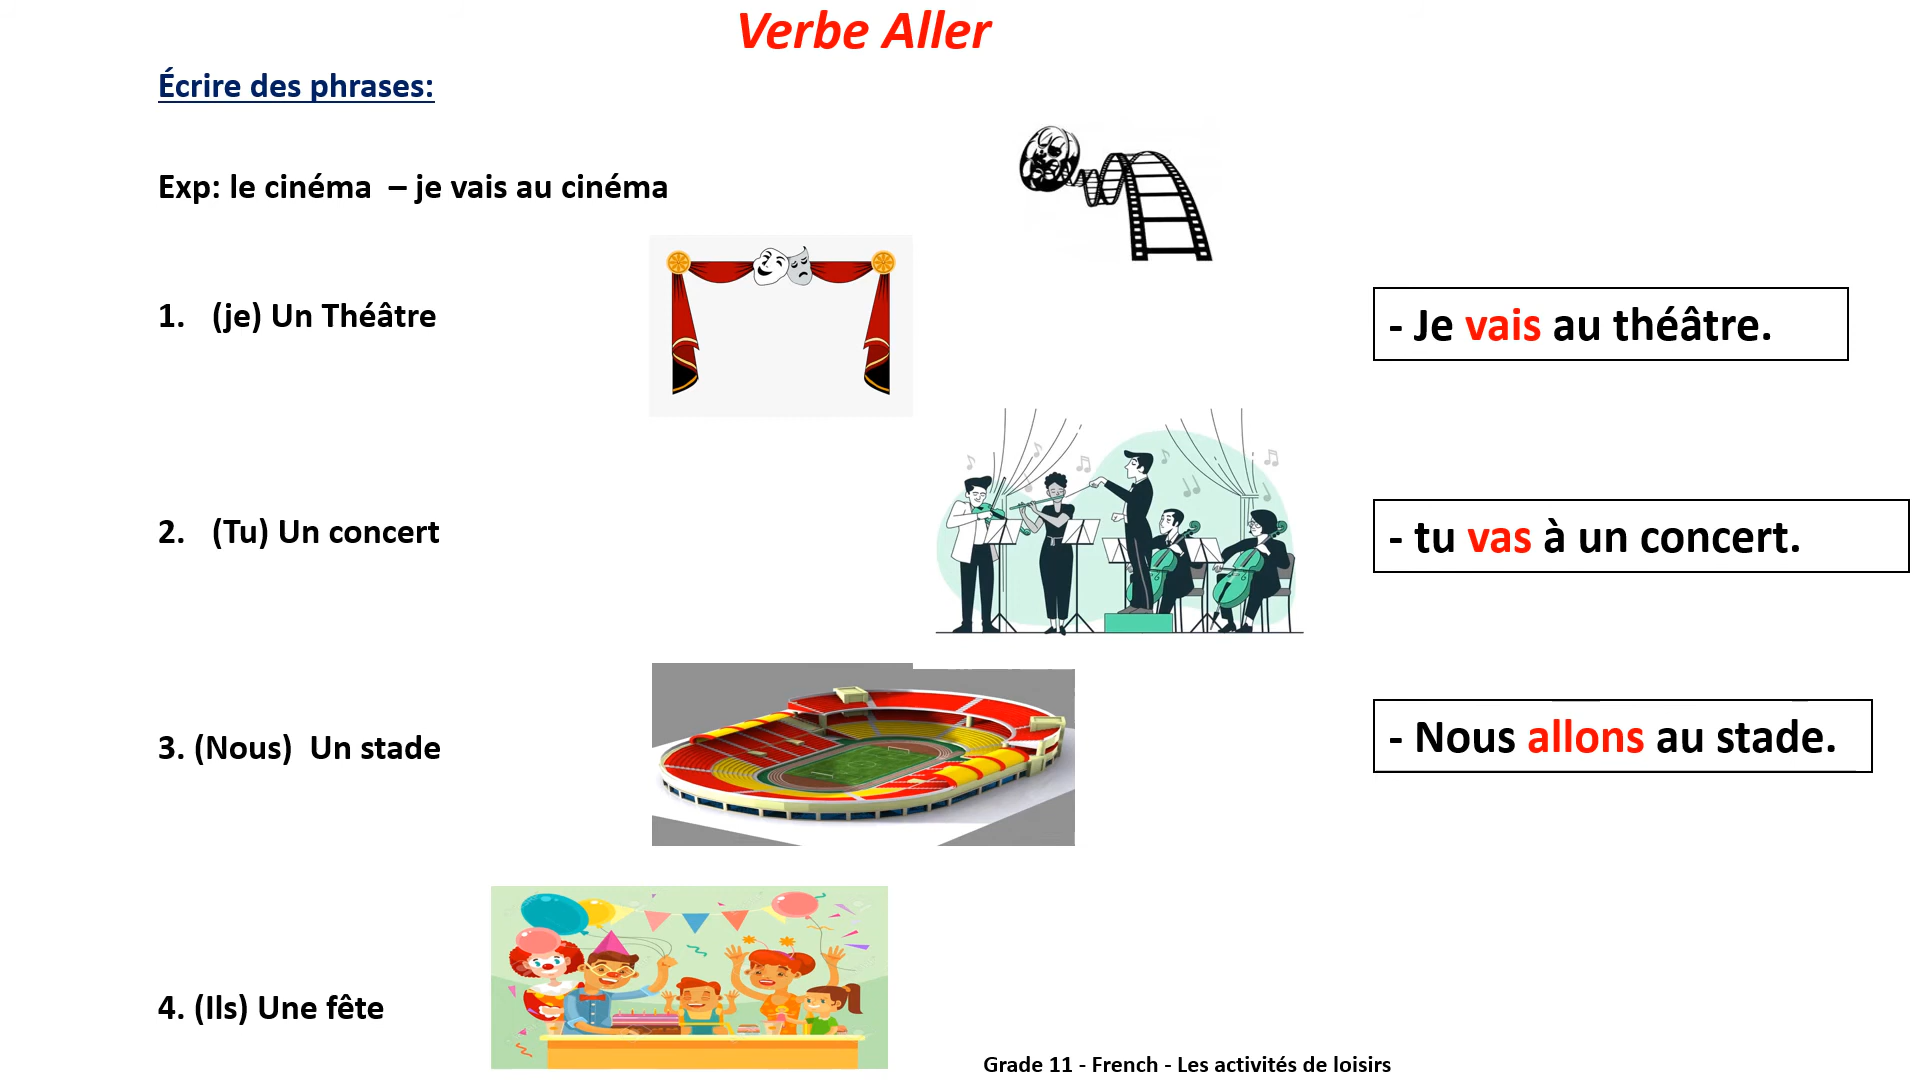 Verbe Aller
Écrire des phrases:
Exp: le cinéma – je vais au cinéma
1. (je) Un Théâtre
- Je vais au théâtre.
2. (Tu) Un concert
- tu vas à un concert.
3. (Nous) Un stade
- Nous allons au stade.
4. (Ils) Une fête
Grade 11 - French - Les activités de loisirs